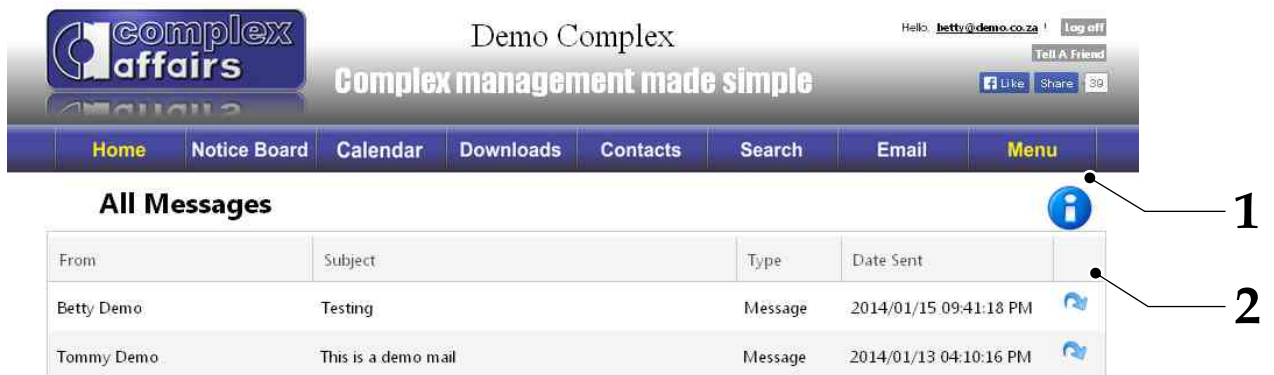 complex
affairs
Demo Complex
Complex management made simple
Hello, betty@demo.co.za ! log off
Tell A Friend
Like Share 39
Home Notice Board Calendar Downloads Contacts Search Email Menu
All Messages
1
From Subject Type Date Sent
2
Betty Demo Testing Message 2014/01/15 09:41:18 PM
Tommy Demo This is a demo mail Message 2014/01/13 04:10:16 PM